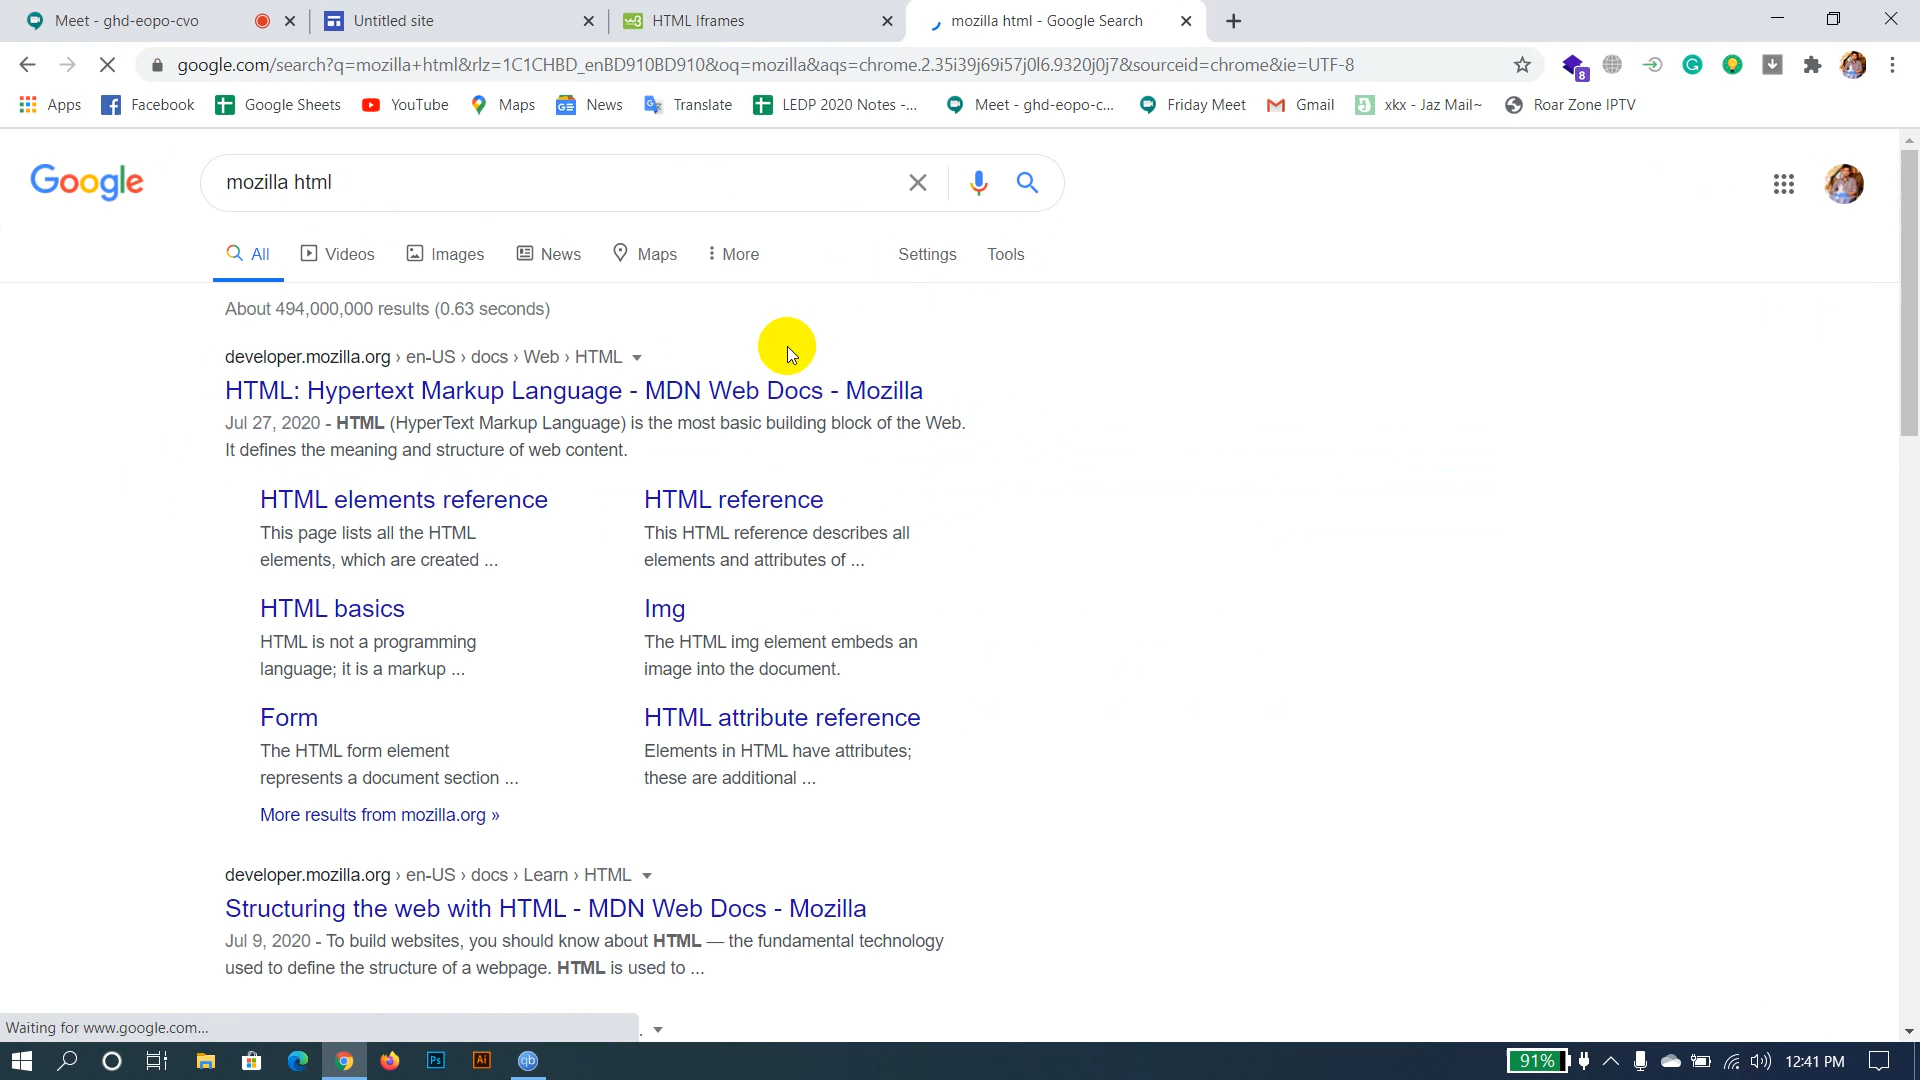 Meet - ghd-eopo-cvo
Untitled site
HTML Iframes
mozilla html - Google Search
google.com/search?q=mozilla+html&rlz=1C1CHBD_enBD910BD910&oq=mozilla&aqs=chrome.2.35i39j69i57j0l6.9320j0j7&sourceid=chrome&ie=UTF-8
8
Apps
Facebook
Google Sheets
YouTube
Maps
News
Translate
LEDP 2020 Notes -...
Meet - ghd-eopo-c...
Friday Meet
Gmail
xkx - Jaz Mail~
Roar Zone IPTV
Google
mozilla html
All
Videos
Images
News
Maps
More
Settings
Tools
About 494,000,000 results (0.63 seconds)
developer.mozilla.org › en-US › docs › Web › HTML
HTML: Hypertext Markup Language - MDN Web Docs - Mozilla
Jul 27, 2020 - HTML (HyperText Markup Language) is the most basic building block of the Web.
It defines the meaning and structure of web content.
HTML elements reference
This page lists all the HTML
elements, which are created ...
HTML reference
This HTML reference describes all
elements and attributes of ...
HTML basics
HTML is not a programming
language; it is a markup ...
Img
The HTML img element embeds an
image into the document.
Form
The HTML form element
represents a document section ...
HTML attribute reference
Elements in HTML have attributes;
these are additional ...
More results from mozilla.org »
developer.mozilla.org › en-US › docs › Learn › HTML
Structuring the web with HTML - MDN Web Docs - Mozilla
Jul 9, 2020 - To build websites, you should know about HTML — the fundamental technology
used to define the structure of a webpage. HTML is used to ...
Waiting for www.google.com...
Ps
Ai
qb
91%
12:41 PM